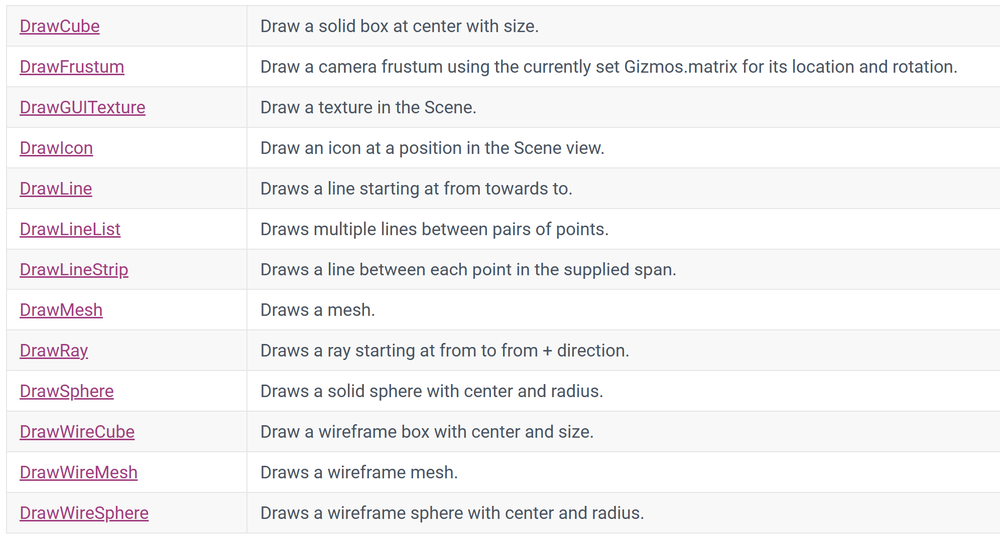 DrawCube Draw a solid box at center with size.
DrawFrustum Draw a camera frustum using the currently set Gizmos.matrix for its location and rotation.
DrawGUITexture Draw a texture in the Scene.
DrawIcon Draw an icon at a position in the Scene view.
DrawLine Draws a line starting at from towards to.
DrawLineList Draws multiple lines between pairs of points.
DrawLineStrip Draws a line between each point in the supplied span.
DrawMesh Draws a mesh.
DrawRay Draws a ray starting at from to from + direction.
DrawSphere Draws a solid sphere with center and radius.
DrawWireCube Draw a wireframe box with center and size.
DrawWireMesh Draws a wireframe mesh.
DrawWireSphere Draws a wireframe sphere with center and radius.